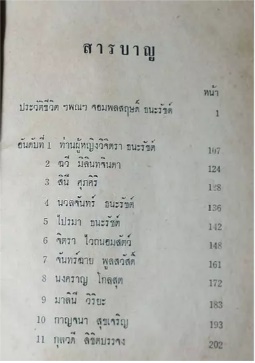 สารบาญ
หน้า
ประวัติชีวิต ฯพณฯ จอมพลสฤษดิ์ ธนะรัชต์ 1
อันดับที่ 1 ท่านผู้หญิงวิจิตรา ธนะรัชต์ 107
2 ฉวี มิลินทจินดา 124
3 สินี ศุภศิริ 128
4 นวลจันทร์ ธนะรัชต์ 136
5 ไปรมา ธนะรัชต์ 142
6 จิตรา ไวถนอมสัตว์ 148
7 จันทร์ฉาย พูลสวัสดิ์ 161
8 นงคราญ โกลสุต 172
9 มาลินี วิริยะ 183
10 กาญจนา สุขเจริญ 193
11 กุลวดี ลิขิตบรรจง 202